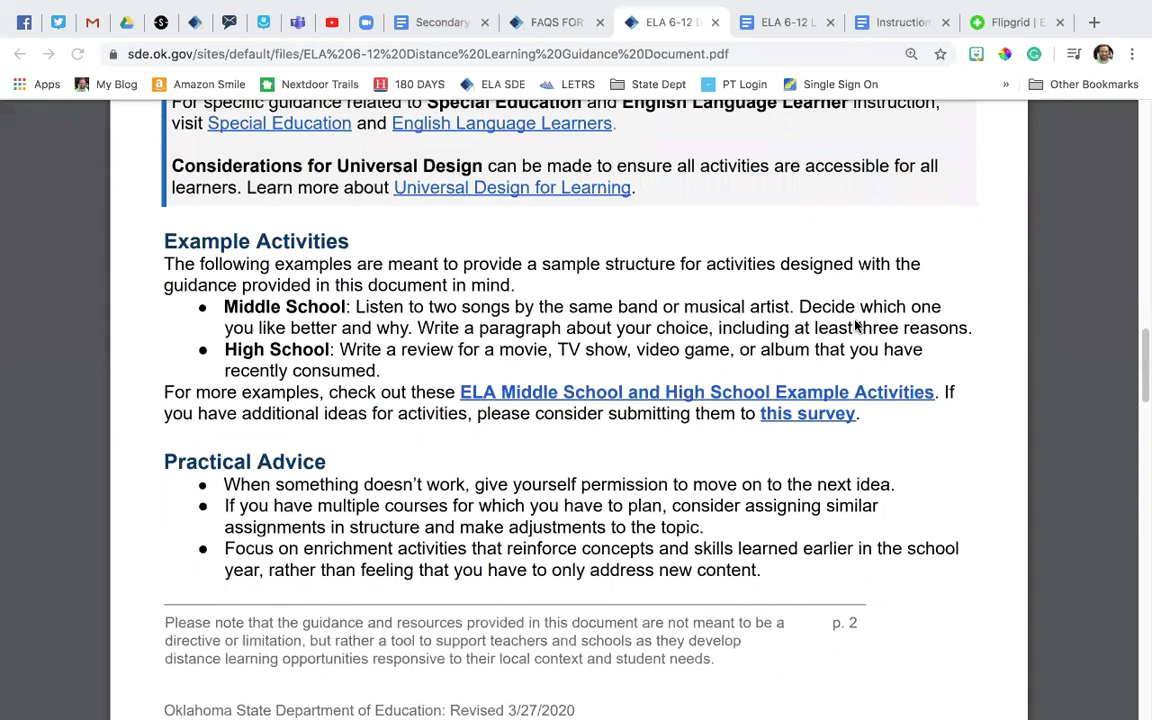 Secondary
FAQS FOR
ELA 6-12 D
ELA 6-12 L
Instruction
Flipgrid | E
sde.ok.gov/sites/default/files/ELA%206-12%20Distance%20Learning%20Guidance%20Document.pdf
Apps My Blog Amazon Smile Nextdoor Trails 180 DAYS ELA SDE LETRS State Dept PT Login Single Sign On » Other Bookmarks
For specific guidance related to Special Education and English Language Learner instruction,
visit Special Education and English Language Learners.
Considerations for Universal Design can be made to ensure all activities are accessible for all
learners. Learn more about Universal Design for Learning.
Example Activities
The following examples are meant to provide a sample structure for activities designed with the
guidance provided in this document in mind.
● Middle School: Listen to two songs by the same band or musical artist. Decide which one
you like better and why. Write a paragraph about your choice, including at least three reasons.
● High School: Write a review for a movie, TV show, video game, or album that you have
recently consumed.
For more examples, check out these ELA Middle School and High School Example Activities. If
you have additional ideas for activities, please consider submitting them to this survey.
Practical Advice
● When something doesn’t work, give yourself permission to move on to the next idea.
● If you have multiple courses for which you have to plan, consider assigning similar
assignments in structure and make adjustments to the topic.
● Focus on enrichment activities that reinforce concepts and skills learned earlier in the school
year, rather than feeling that you have to only address new content.
Please note that the guidance and resources provided in this document are not meant to be a p. 2
directive or limitation, but rather a tool to support teachers and schools as they develop
distance learning opportunities responsive to their local context and student needs.
Oklahoma State Department of Education: Revised 3/27/2020